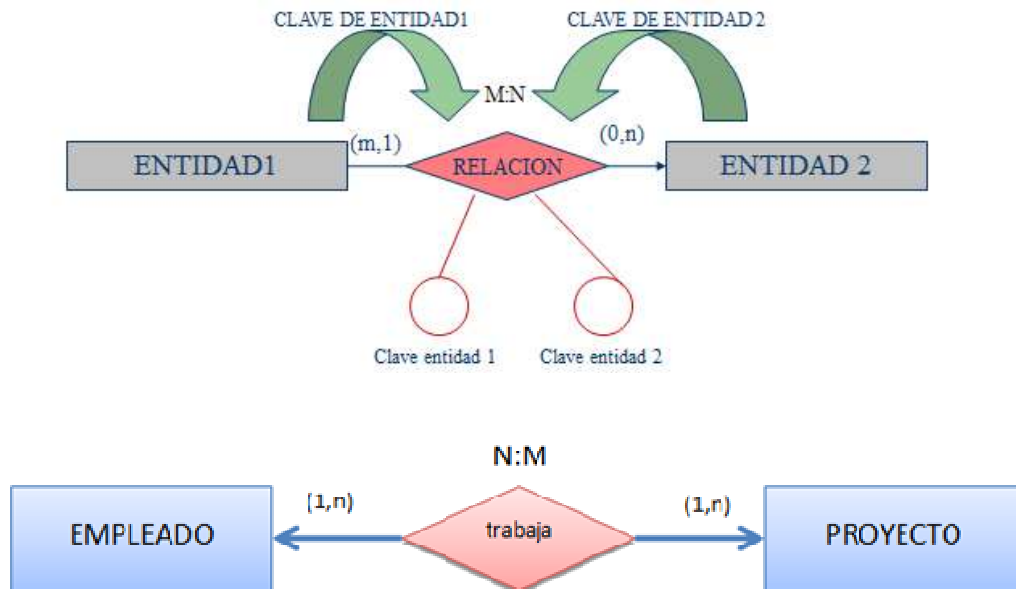 CLAVE DE ENTIDAD1
CLAVE DE ENTIDAD 2
M:N
(m,1)
(0,n)
ENTIDAD1
RELACION
ENTIDAD 2
Clave entidad 1
Clave entidad 2
N:M
(1,n)
(1,n)
EMPLEADO
trabaja
PROYECTO